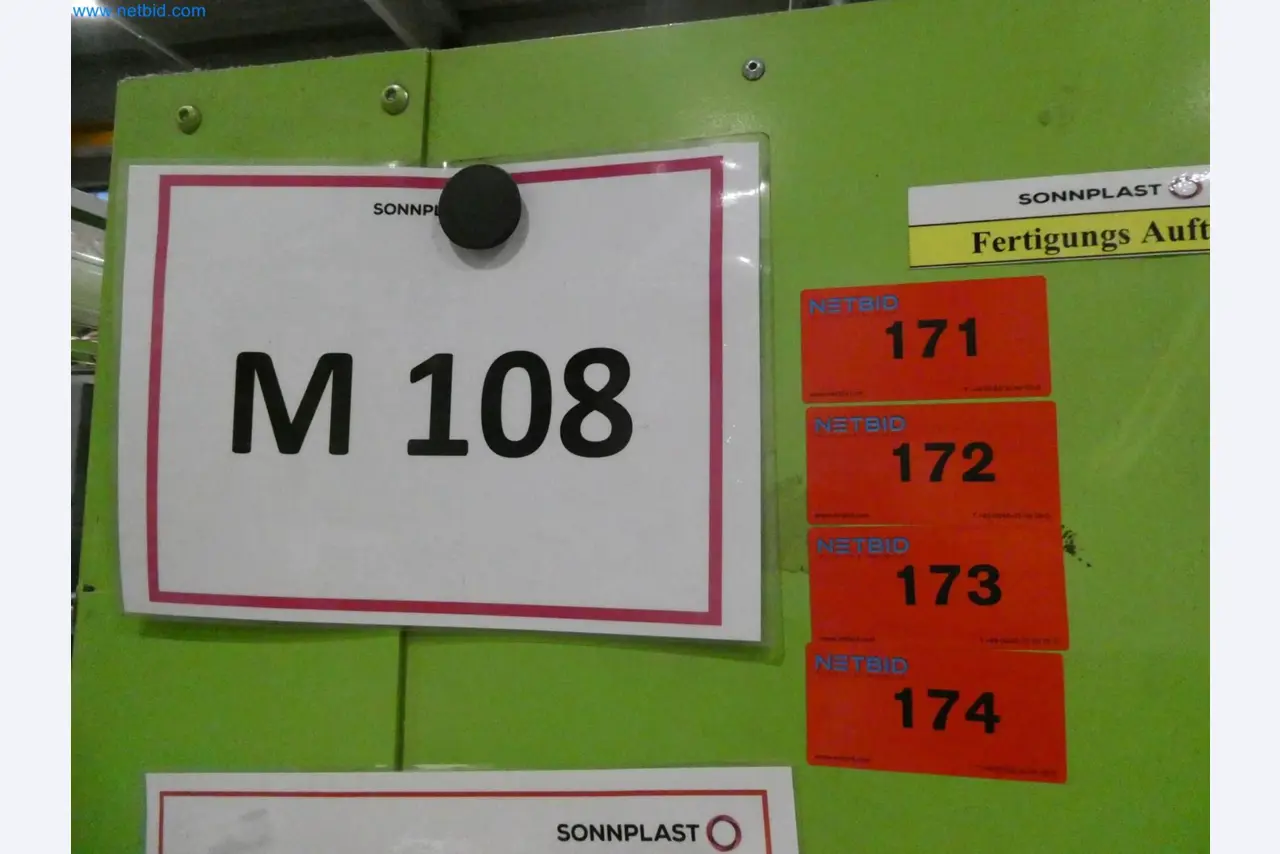 www.netbid.com
SONNPL
M 108
SONNPLAST
Fertigungs Auft
NETBID
171
NETBID
172
NETBID
173
NETBID
174
SONNPLAST